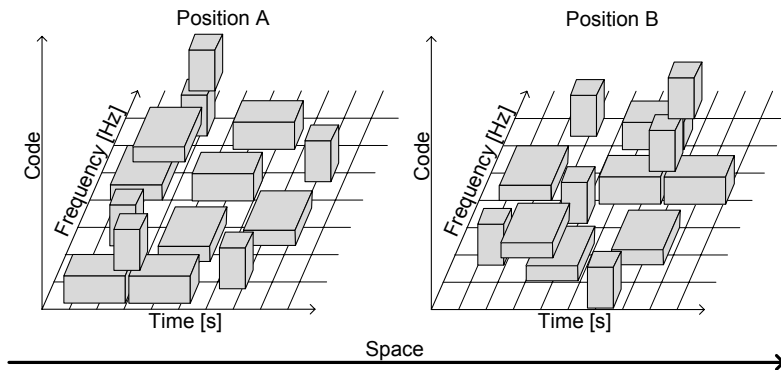 Position A
Position B
Code
Frequency [Hz]
Time [s]
Code
Frequency [Hz]
Time [s]
Space